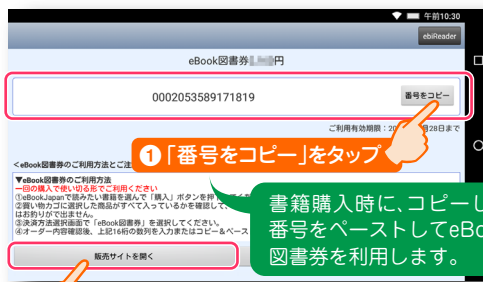 午前10:30
ebiReader
eBook図書券 円
0002053589171819
番号をコピー
ご利用有効期限：20 月28日まで
❶「番号をコピー」をタップ
<eBook図書券のご利用方法とご注
▼eBook図書券のご利用方法
一回の購入で使い切る形でご利用ください
①eBookJapanで読みたい書籍を選んで「購入」ボタンを押
②買い物カゴに選択した商品がすべて入っているかを確認して、
はお釣りがで出ません。
③決済方法選択画面で「eBook図書券」を選択してください。
④オーダー内容確認後、上記16桁の数列を入力またはコピー＆ペース
書籍購入時に、コピーし
番号をペーストしてeBo
図書券を利用します。
販売サイトを開く